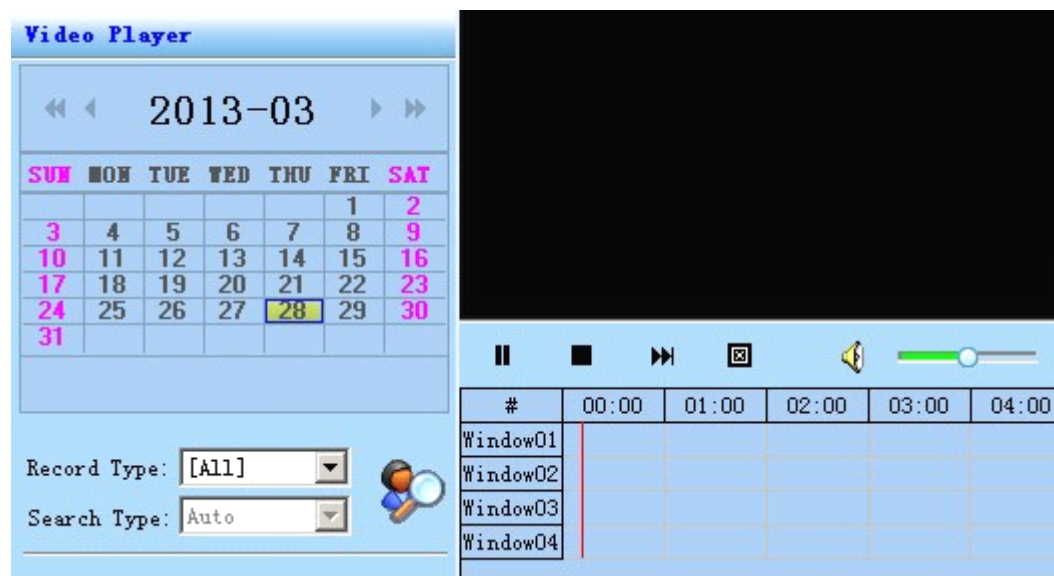 Video Player
2013-03
SUN MON TUE WED THU FRI SAT
1 2
3 4 5 6 7 8 9
10 11 12 13 14 15 16
17 18 19 20 21 22 23
24 25 26 27 28 29 30
31
Record Type: [All]
Search Type: Auto
# 00:00 01:00 02:00 03:00 04:00
Window01
Window02
Window03
Window04